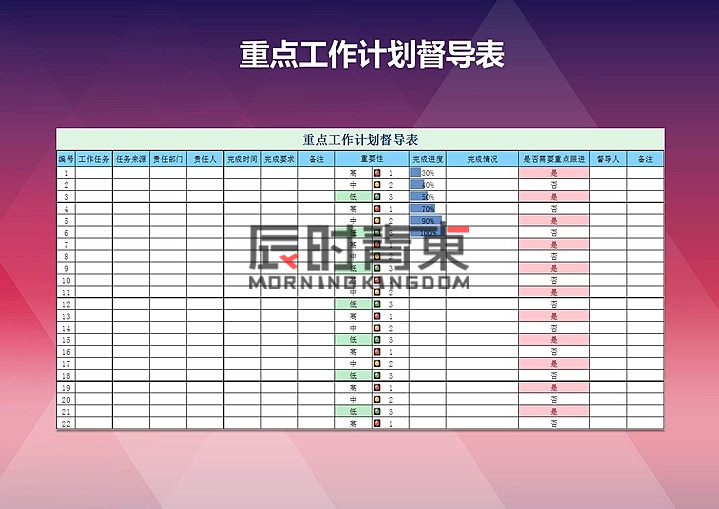 重点工作计划督导表
重点工作计划督导表
编号 工作任务 任务来源 责任部门 责任人 完成时间 完成要求 备注 重要性 完成进度 完成情况 是否需要重点跟进 督导人 备注
1 高 1 30% 是
2 中 2 40% 否
3 低 3 50% 是
4 高 1 70% 否
5 中 2 90% 是
6 100% 否
7 是
8 否
9 是
MORNINGKINGDOM
10 否
11 中 2 是
12 低 3 否
13 高 1 是
14 中 2 否
15 低 3 是
16 高 1 否
17 中 2 是
18 低 3 否
19 高 1 是
20 中 2 否
21 低 3 是
22 高 1 否